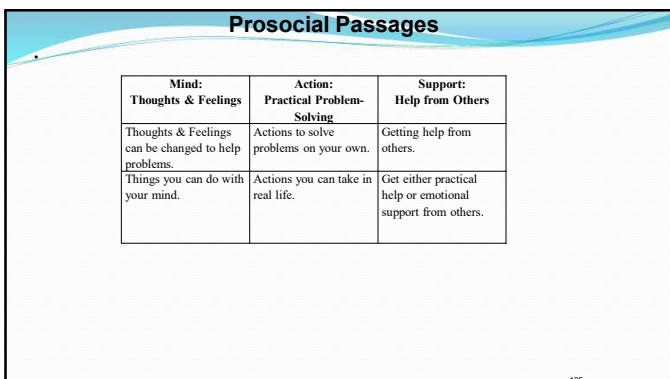 Prosocial Passages
•
Mind:
Thoughts & Feelings
Action:
Practical Problem-
Solving
Support:
Help from Others
Thoughts & Feelings
can be changed to help
problems.
Actions to solve
problems on your own.
Getting help from
others.
Things you can do with
your mind.
Actions you can take in
real life.
Get either practical
help or emotional
support from others.